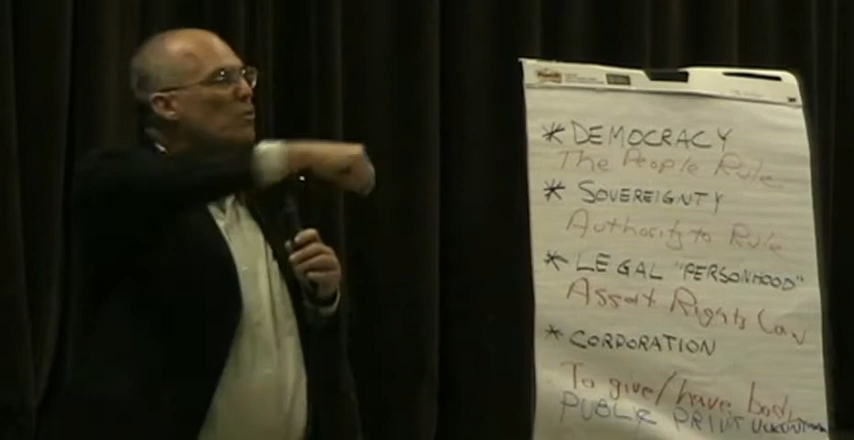 * DEMOCRACY
The People Rule
* SOVEREIGNTY
Authority to Rule
* LEGAL "PERSONHOOD"
Assert Rights Law
* CORPORATION
To give/have body
PUBLIC PRIVT